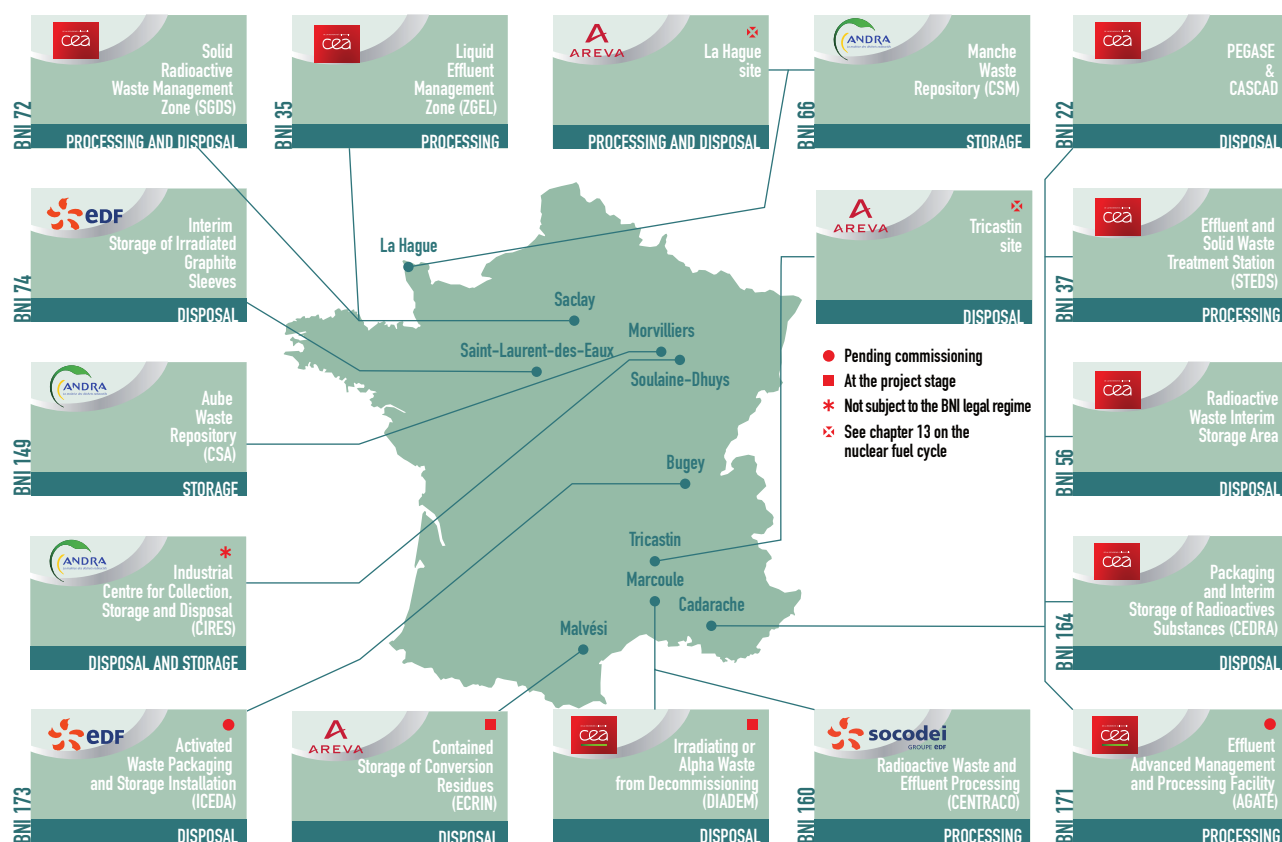 cea
Solid
Radioactive
Waste Management
Zone (SGDS)
BNI 72
PROCESSING AND DISPOSAL
cea
Liquid
Effluent
Management
Zone (ZGEL)
BNI 35
PROCESSING
AREVA
La Hague
site
PROCESSING AND DISPOSAL
ANDRA
Manche
Waste
Repository (CSM)
BNI 66
STORAGE
cea
PEGASE
&
CASCAD
BNI 22
DISPOSAL
eDF
Interim
Storage of Irradiated
Graphite
Sleeves
BNI 74
DISPOSAL
AREVA
Tricastin
site
DISPOSAL
cea
Effluent and
Solid Waste
Treatment Station
(STEDS)
BNI 37
PROCESSING
La Hague
Saclay
Morvilliers
Saint-Laurent-des-Eaux
Soulaine-Dhuys
Bugey
Tricastin
Marcoule
Cadarache
Malvési
Pending commissioning
At the project stage
Not subject to the BNI legal regime
See chapter 13 on the
nuclear fuel cycle
ANDRA
Aube
Waste
Repository
(CSA)
BNI 149
STORAGE
cea
Radioactive
Waste Interim
Storage Area
BNI 56
DISPOSAL
ANDRA
Industrial
Centre for Collection,
Storage and Disposal
(CIRES)
DISPOSAL AND STORAGE
cea
Packaging
and Interim
Storage of Radioactives
Substances (CEDRA)
BNI 164
DISPOSAL
eDF
Activated
Waste Packaging
and Storage Installation
(ICEDA)
BNI 173
DISPOSAL
AREVA
Contained
Storage of Conversion
Residues
(ECRIN)
DISPOSAL
cea
Irradiating or
Alpha Waste
from Decommissioning
(DIADEM)
DISPOSAL
socodei
GROUPE EDF
Radioactive Waste and
Effluent Processing
(CENTRACO)
BNI 160
PROCESSING
cea
Effluent
Advanced Management
and Processing Facility
(AGATE)
BNI 171
PROCESSING